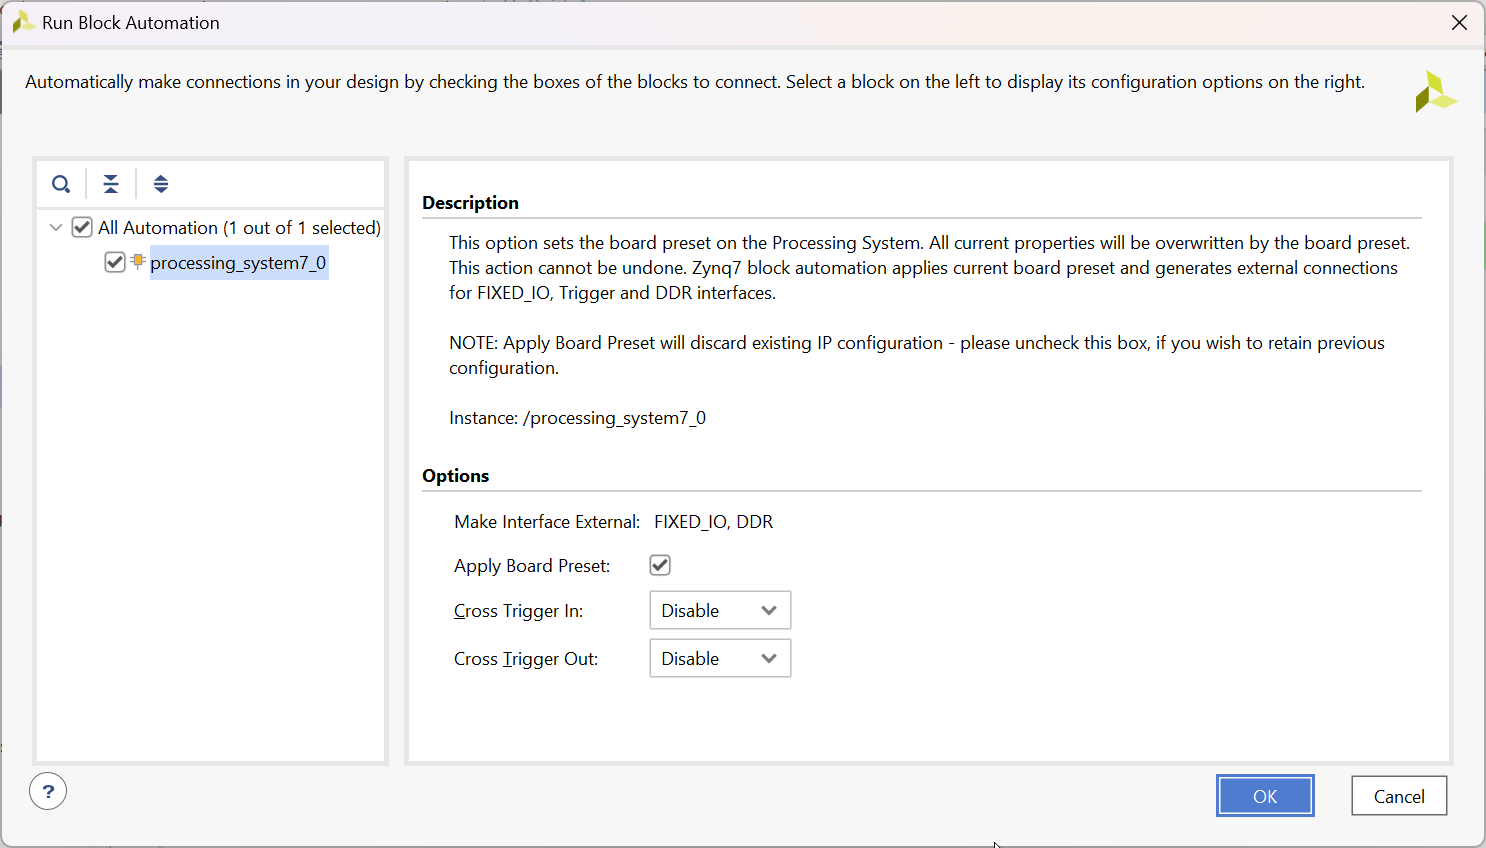 Run Block Automation
Automatically make connections in your design by checking the boxes of the blocks to connect. Select a block on the left to display its configuration options on the right.
All Automation (1 out of 1 selected)
processing_system7_0
Description
This option sets the board preset on the Processing System. All current properties will be overwritten by the board preset.
This action cannot be undone. Zynq7 block automation applies current board preset and generates external connections
for FIXED_IO, Trigger and DDR interfaces.
NOTE: Apply Board Preset will discard existing IP configuration - please uncheck this box, if you wish to retain previous
configuration.
Instance: /processing_system7_0
Options
Make Interface External: FIXED_IO, DDR
Apply Board Preset:
Cross Trigger In: Disable
Cross Trigger Out: Disable
?
OK
Cancel